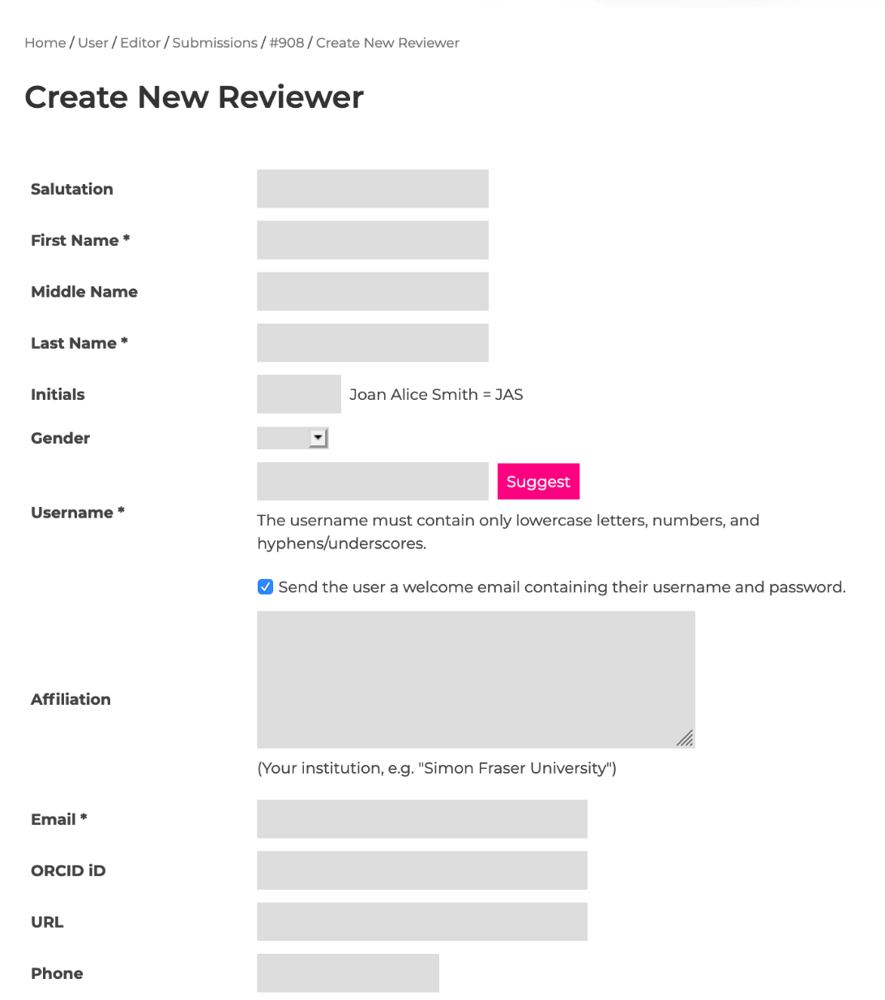 Home / User / Editor / Submissions / #908 / Create New Reviewer
Create New Reviewer
Salutation
First Name *
Middle Name
Last Name *
Initials
Joan Alice Smith = JAS
Gender
Suggest
Username *
The username must contain only lowercase letters, numbers, and
hyphens/underscores.
Send the user a welcome email containing their username and password.
Affiliation
(Your institution, e.g. "Simon Fraser University")
Email *
ORCID iD
URL
Phone